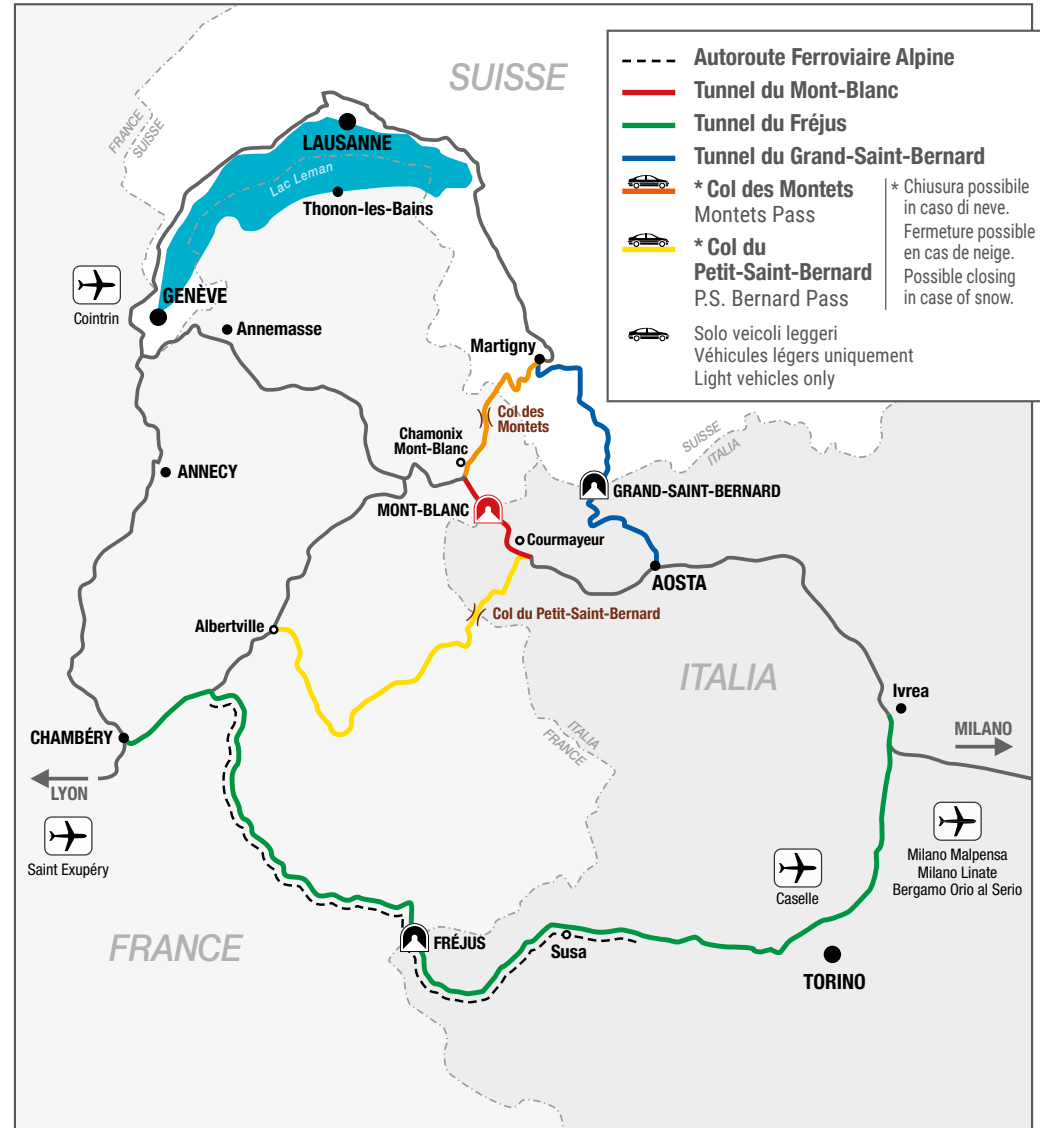 Autoroute Ferroviaire Alpine
Tunnel du Mont-Blanc
Tunnel du Fréjus
Tunnel du Grand-Saint-Bernard
* Col des Montets
Montets Pass
* Col du
Petit-Saint-Bernard
P.S. Bernard Pass
* Chiusura possibile
in caso di neve.
Fermeture possible
en cas de neige.
Possible closing
in case of snow.
Solo veicoli leggeri
Véhicules légers uniquement
Light vehicles only
SUISSE
FRANCE
SUISSE
LAUSANNE
Lac Leman
Thonon-les-Bains
GENÈVE
Cointrin
Annemasse
Martigny
Col des
Montets
Chamonix
Mont-Blanc
SUISSE
ITALIA
ANNECY
MONT-BLANC
GRAND-SAINT-BERNARD
Courmayeur
AOSTA
Albertville
Col du Petit-Saint-Bernard
ITALIA
Ivrea
CHAMBÉRY
ITALIA
FRANCE
MILANO
LYON
Saint Exupéry
Milano Malpensa
Milano Linate
Bergamo Orio al Serio
Caselle
FRANCE
FRÉJUS
Susa
TORINO